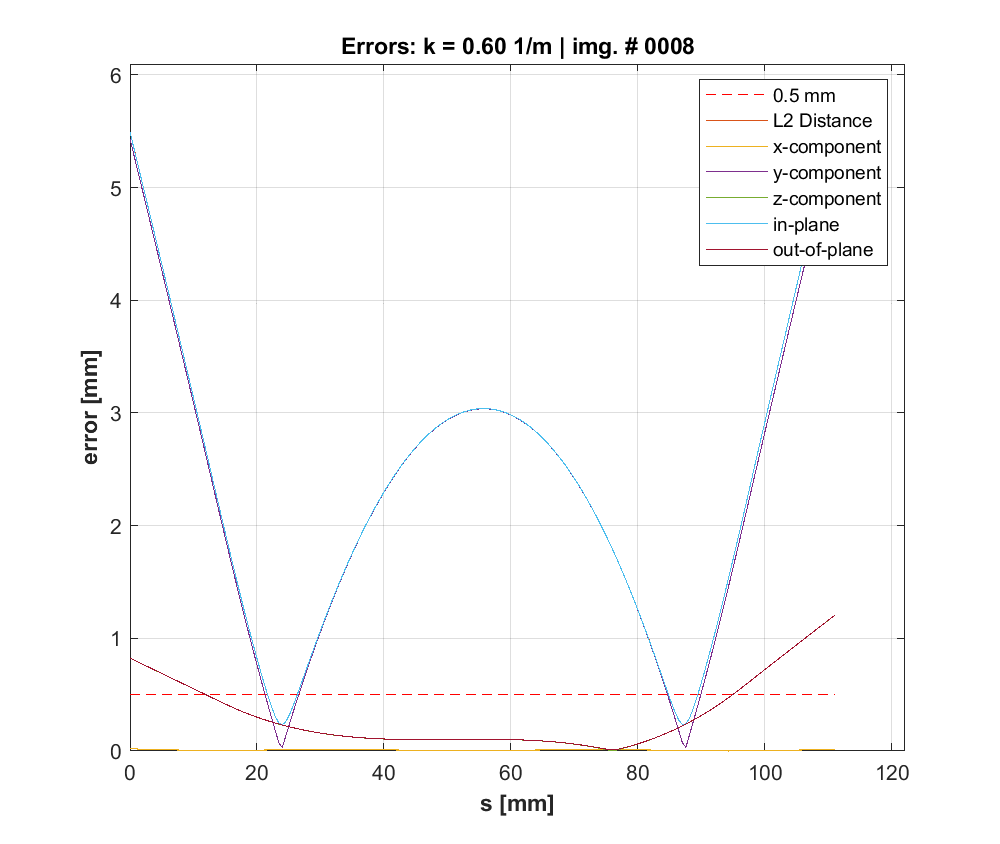 Errors: k = 0.60 1/m | img. # 0008
6
5
4
3
2
1
0
error [mm]
0.5 mm
L2 Distance
x-component
y-component
z-component
in-plane
out-of-plane
0 20 40 60 80 100 120
s [mm]